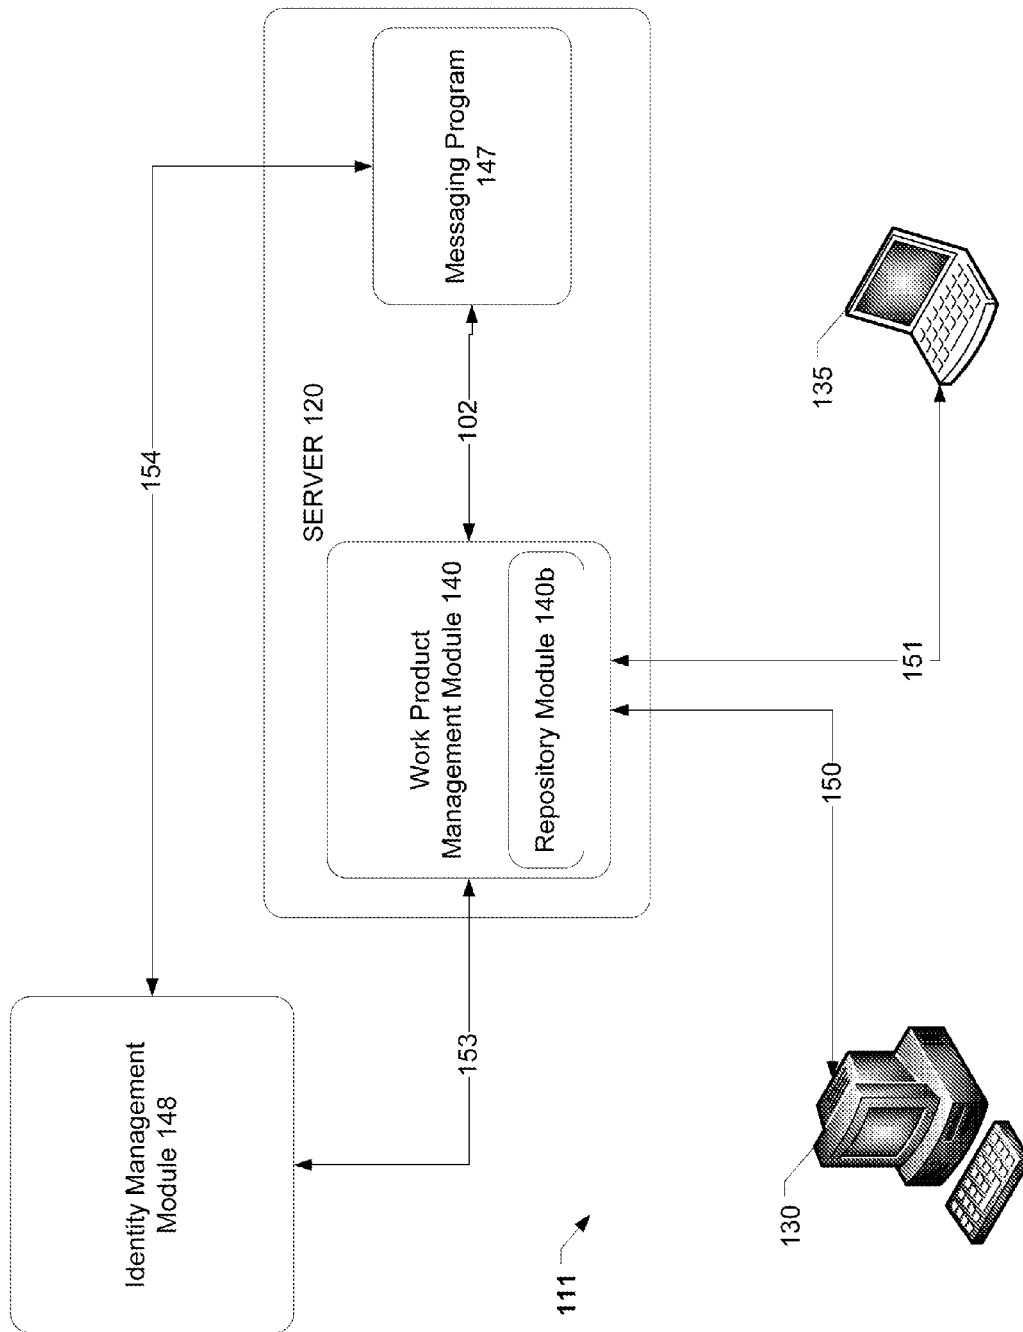 Identity Management
Module 148
154
SERVER 120
153
Work Product
Management Module 140
Repository Module 140b
102
Messaging Program
147
111
130
150
151
135